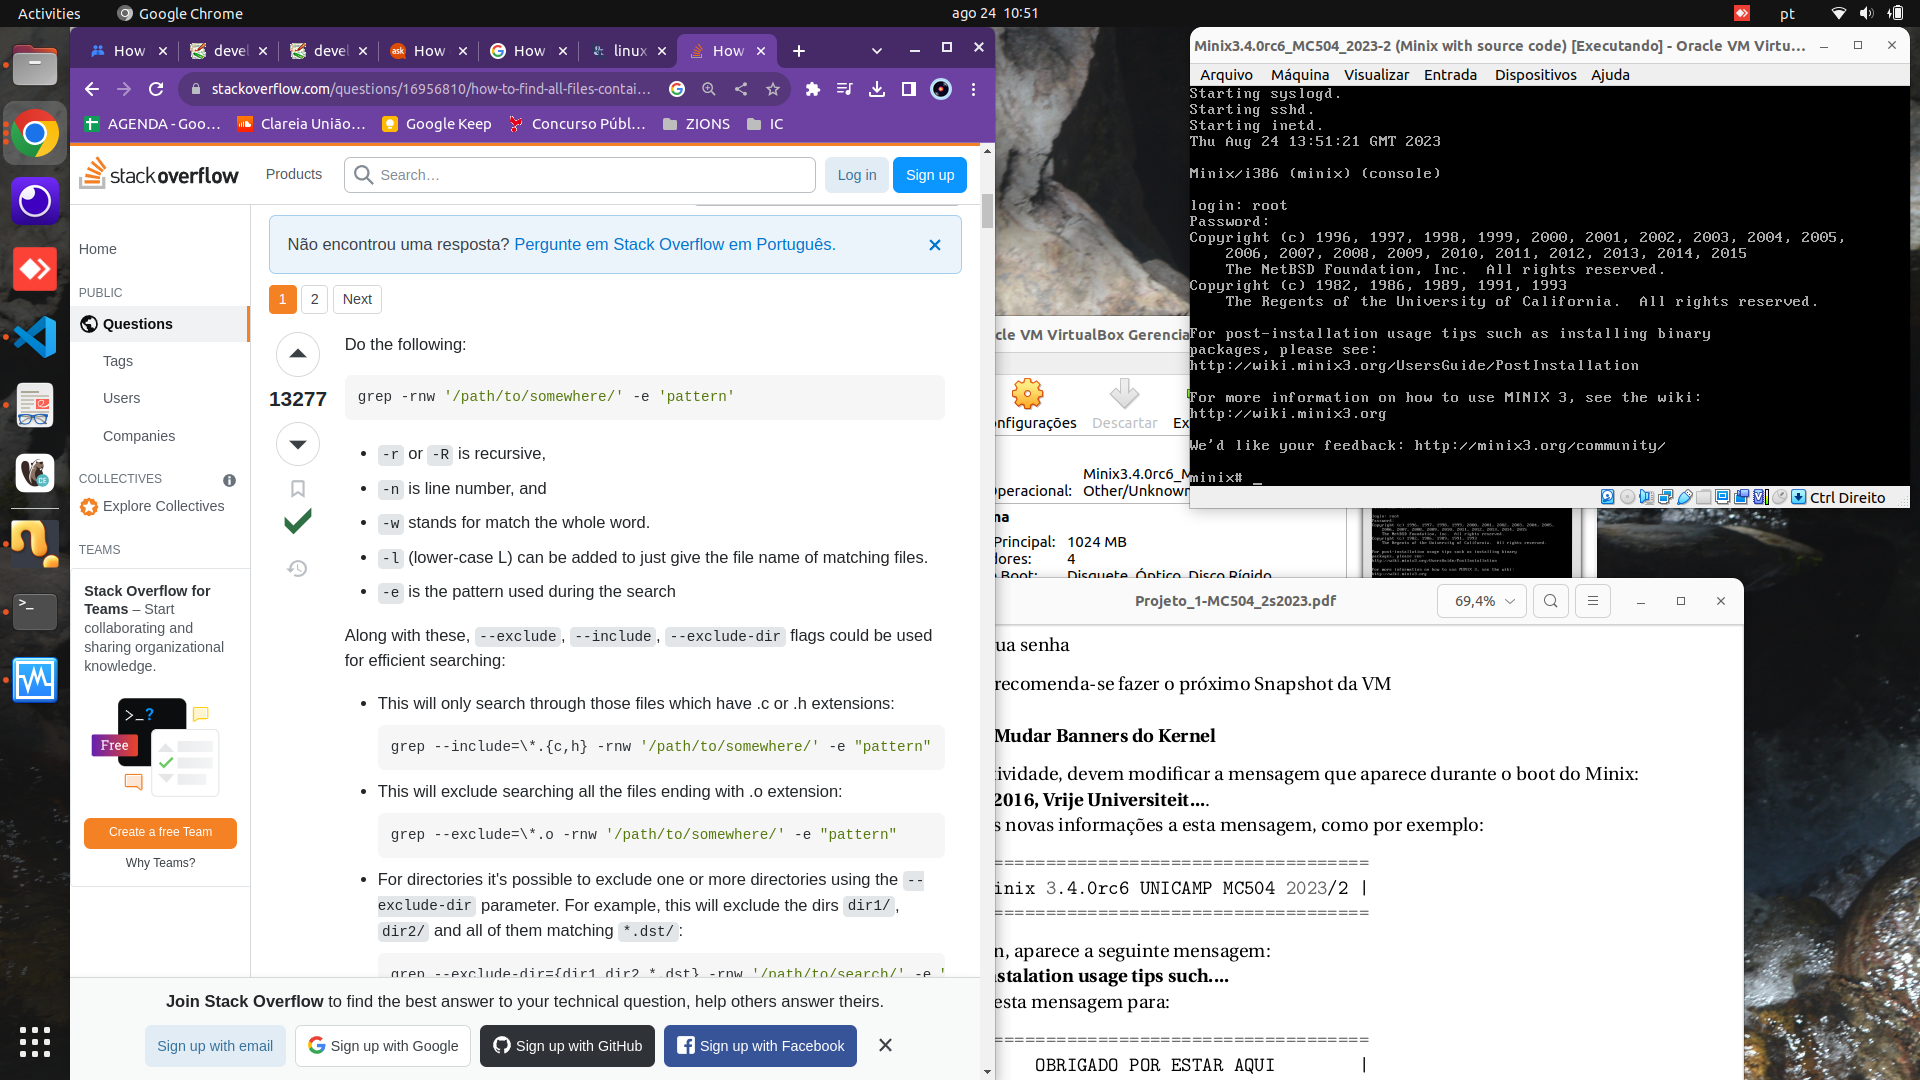 Activities
Google Chrome
ago 24 10:51
pt
How
devel
devel
How
How
linux
How
stackoverflow.com/questions/16956810/how-to-find-all-files-contai…
AGENDA - Goo…
Clareia União…
Google Keep
Concurso Públ…
ZIONS
IC
stackoverflow
Products
Search…
Log in
Sign up
Home
PUBLIC
Questions
Tags
Users
Companies
COLLECTIVES
Explore Collectives
TEAMS
Stack Overflow for
Teams – Start
collaborating and
sharing organizational
knowledge.
>_?
Free
Create a free Team
Why Teams?
Não encontrou uma resposta? Pergunte em Stack Overflow em Português.
1
2
Next
13277
Do the following:
grep -rnw '/path/to/somewhere/' -e 'pattern'
-r or -R is recursive,
-n is line number, and
-w stands for match the whole word.
-l (lower-case L) can be added to just give the file name of matching files.
-e is the pattern used during the search
Along with these, --exclude, --include, --exclude-dir flags could be used
for efficient searching:
This will only search through those files which have .c or .h extensions:
grep --include=\*.{c,h} -rnw '/path/to/somewhere/' -e "pattern"
This will exclude searching all the files ending with .o extension:
grep --exclude=\*.o -rnw '/path/to/somewhere/' -e "pattern"
For directories it's possible to exclude one or more directories using the --
exclude-dir parameter. For example, this will exclude the dirs dir1/,
dir2/ and all of them matching *.dst/:
grep --exclude-dir={dir1,dir2,*.dst} -rnw '/path/to/search/' -e '
Join Stack Overflow to find the best answer to your technical question, help others answer theirs.
Sign up with email
Sign up with Google
Sign up with GitHub
Sign up with Facebook
Minix3.4.0rc6_MC504_2023-2 (Minix with source code) [Executando] - Oracle VM Virtu…
Arquivo
Máquina
Visualizar
Entrada
Dispositivos
Ajuda
Starting syslogd.
Starting sshd.
Starting inetd.
Thu Aug 24 13:51:21 GMT 2023
Minix/i386 (minix) (console)
login: root
Password:
Copyright (c) 1996, 1997, 1998, 1999, 2000, 2001, 2002, 2003, 2004, 2005,
2006, 2007, 2008, 2009, 2010, 2011, 2012, 2013, 2014, 2015
The NetBSD Foundation, Inc.  All rights reserved.
Copyright (c) 1982, 1986, 1989, 1991, 1993
The Regents of the University of California.  All rights reserved.
For post-installation usage tips such as installing binary
packages, please see:
http://wiki.minix3.org/UsersGuide/PostInstallation
For more information on how to use MINIX 3, see the wiki:
http://wiki.minix3.org
We'd like your feedback: http://minix3.org/community/
minix# _
Ctrl Direito
cle VM VirtualBox Gerencia
onfigurações
Descartar
Ex
Minix3.4.0rc6_M
Operacional:
Other/Unknown
ma
Principal:
1024 MB
dores:
4
Boot:
Disquete, Óptico, Disco Rígido
Projeto_1-MC504_2s2023.pdf
69,4%
ua senha
recomenda-se fazer o próximo Snapshot da VM
Mudar Banners do Kernel
ividade, devem modificar a mensagem que aparece durante o boot do Minix:
2016, Vrije Universiteit....
s novas informações a esta mensagem, como por exemplo:
====================================
inix 3.4.0rc6 UNICAMP MC504 2023/2 |
====================================
n, aparece a seguinte mensagem:
nstalation usage tips such....
esta mensagem para:
====================================
OBRIGADO POR ESTAR AQUI |